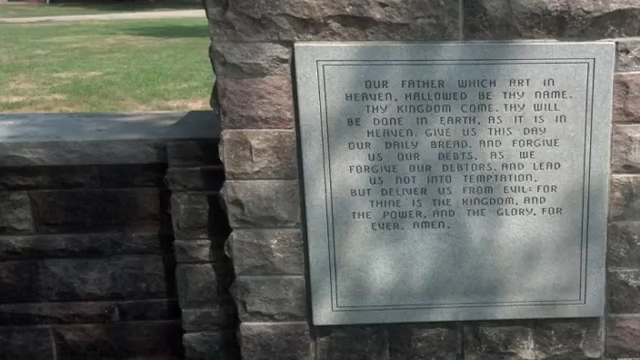 OUR FATHER WHICH ART IN
HEAVEN, HALLOWED BE THY NAME.
THY KINGDOM COME. THY WILL
BE DONE IN EARTH, AS IT IS IN
HEAVEN. GIVE US THIS DAY
OUR DAILY BREAD. AND FORGIVE
US OUR DEBTS, AS WE
FORGIVE OUR DEBTORS. AND LEAD
US NOT INTO TEMPTATION,
BUT DELIVER US FROM EVIL: FOR
THINE IS THE KINGDOM, AND
THE POWER, AND THE GLORY, FOR
EVER. AMEN.